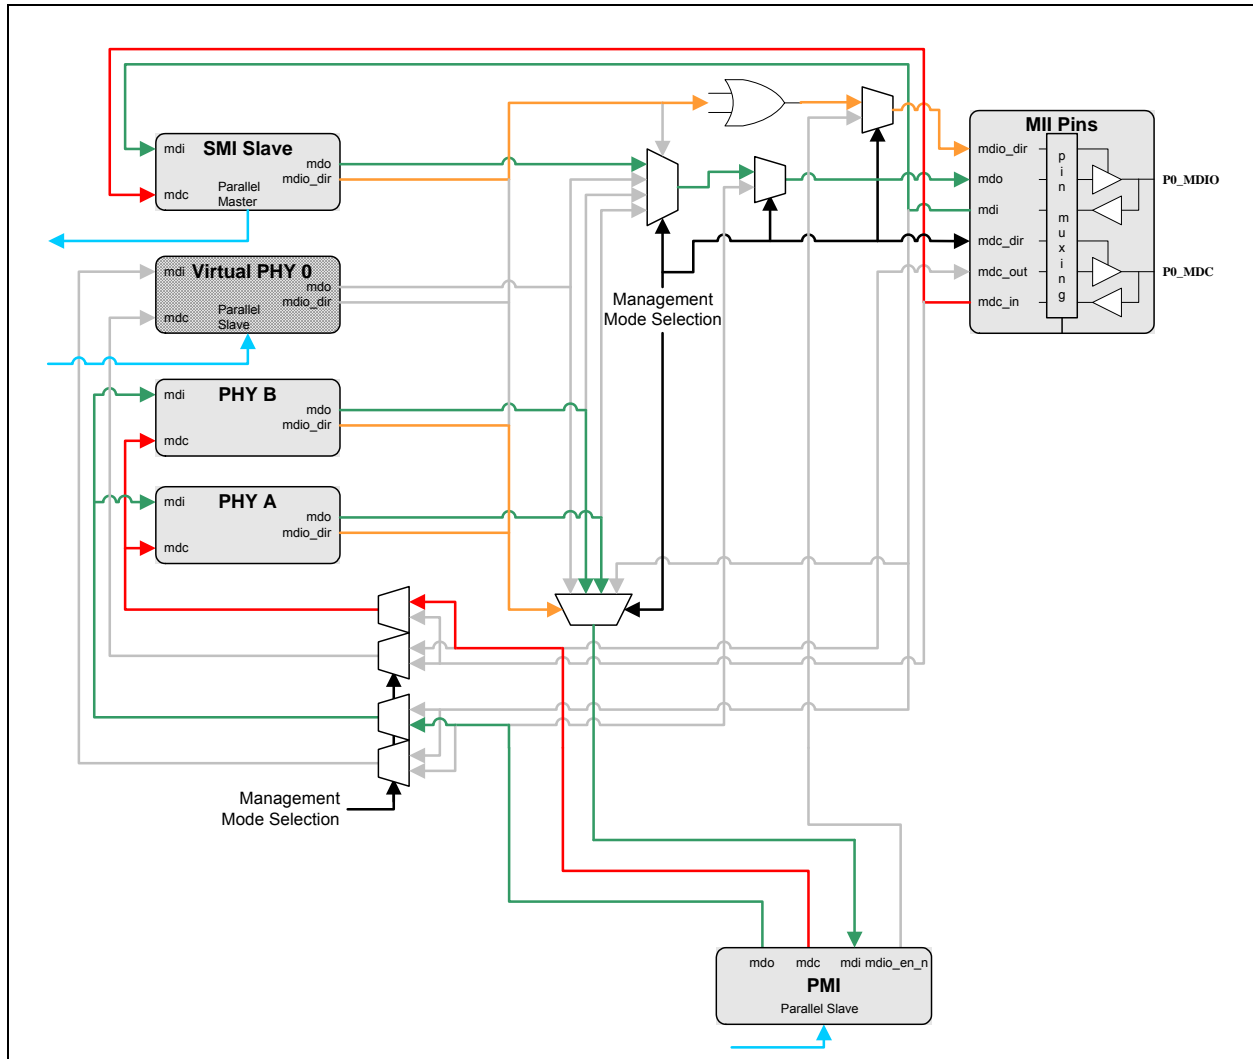 SMI Slave
mdi
mdo
mdio_dir
mdc
Parallel
Master
Virtual PHY 0
mdi
mdo
mdio_dir
mdc
Parallel
Slave
PHY B
mdi
mdo
mdio_dir
mdc
PHY A
mdi
mdo
mdio_dir
mdc
Management
Mode Selection
MII Pins
mdio_dir
mdo
mdi
mdc_dir
mdc_out
mdc_in
pin muxing
P0_MDIO
P0_MDC
Management
Mode Selection
mdo mdc mdi mdio_en_n
PMI
Parallel Slave